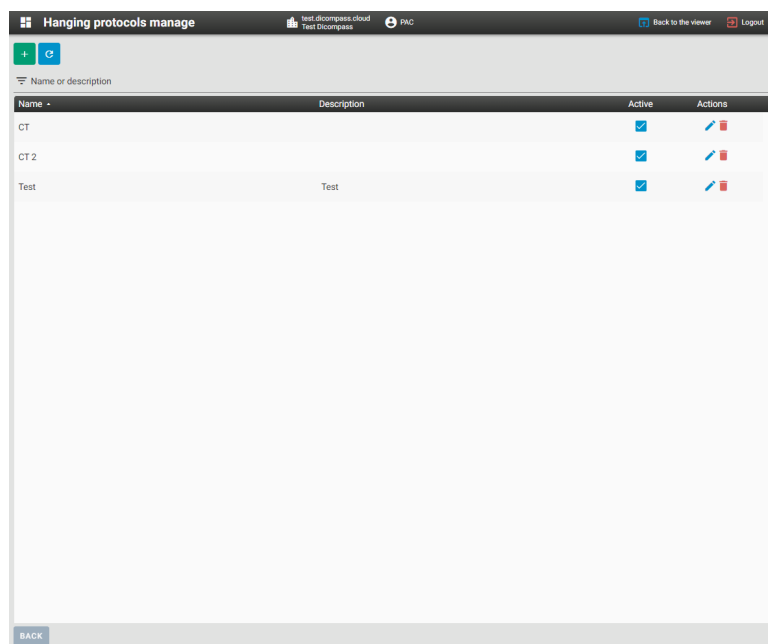 Hanging protocols manage
test.dicompass.cloud
Test Dicompass
PAC
Back to the viewer
Logout
Name or description
Name Description Active Actions
CT
CT 2
Test Test
BACK